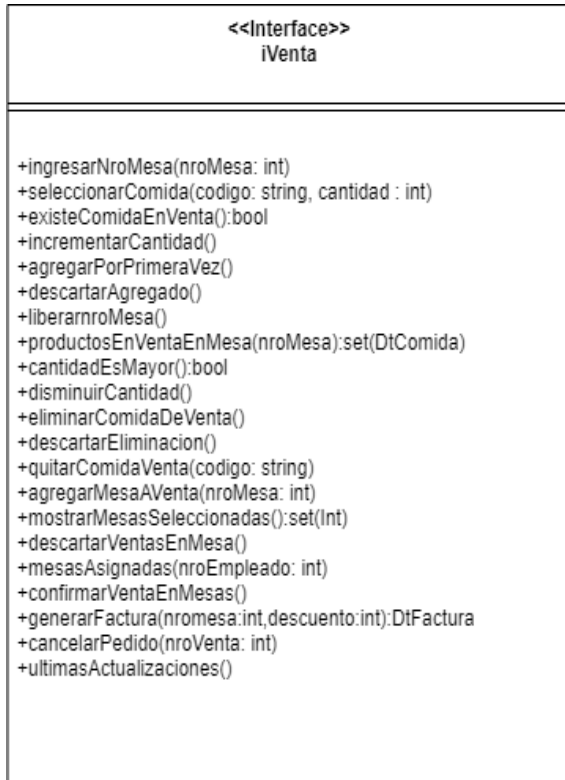 <<Interface>>
iVenta
+ingresarNroMesa(nroMesa: int)
+seleccionarComida(codigo: string, cantidad : int)
+existeComidaEnVenta():bool
+incrementarCantidad()
+agregarPorPrimeraVez()
+descartarAgregado()
+liberarnroMesa()
+productosEnVentaEnMesa(nroMesa):set(DtComida)
+cantidadEsMayor():bool
+disminuirCantidad()
+eliminarComidaDeVenta()
+descartarEliminacion()
+quitarComidaVenta(codigo: string)
+agregarMesaAVenta(nroMesa: int)
+mostrarMesasSeleccionadas():set(Int)
+descartarVentasEnMesa()
+mesasAsignadas(nroEmpleado: int)
+confirmarVentaEnMesas()
+generarFactura(nromesa:int,descuento:int):DtFactura
+cancelarPedido(nroVenta: int)
+ultimasActualizaciones()